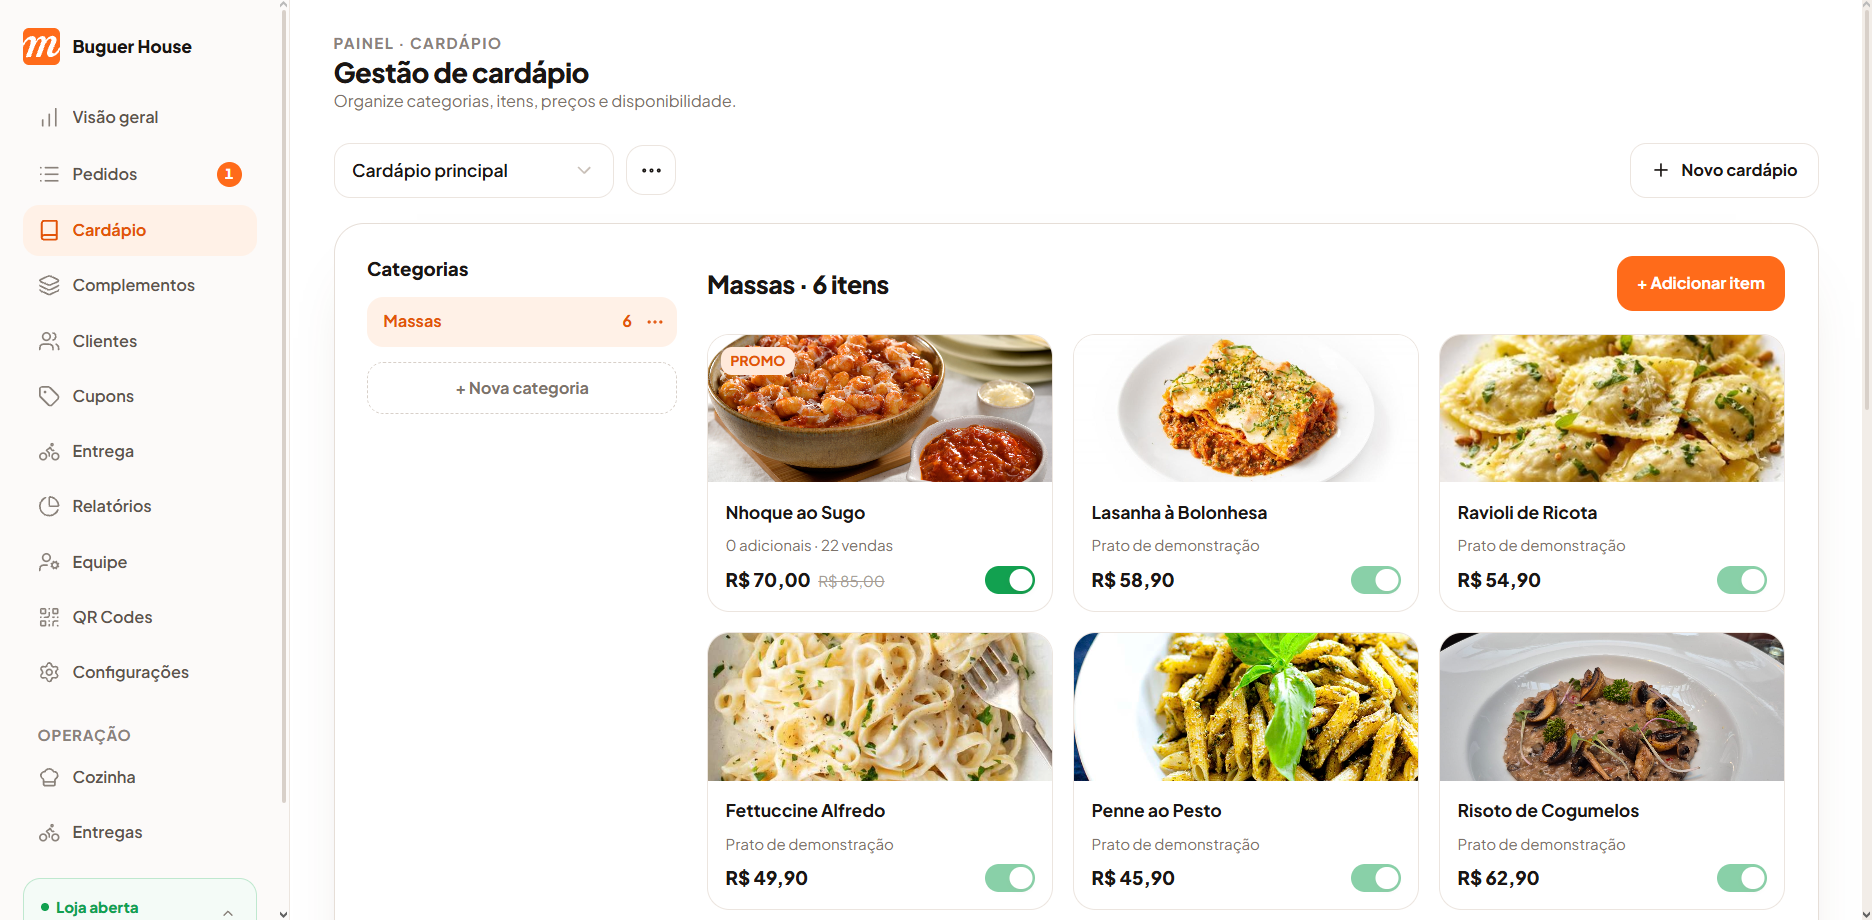 m Buguer House
Visão geral
Pedidos 1
Cardápio
Complementos
Clientes
Cupons
Entrega
Relatórios
Equipe
QR Codes
Configurações
OPERAÇÃO
Cozinha
Entregas
Loja aberta
PAINEL · CARDÁPIO
Gestão de cardápio
Organize categorias, itens, preços e disponibilidade.
Cardápio principal
+ Novo cardápio
Categorias
Massas 6
+ Nova categoria
Massas · 6 itens
+ Adicionar item
PROMO
Nhoque ao Sugo
0 adicionais · 22 vendas
R$ 70,00 R$ 85,00
Lasanha à Bolonhesa
Prato de demonstração
R$ 58,90
Ravioli de Ricota
Prato de demonstração
R$ 54,90
Fettuccine Alfredo
Prato de demonstração
R$ 49,90
Penne ao Pesto
Prato de demonstração
R$ 45,90
Risoto de Cogumelos
Prato de demonstração
R$ 62,90